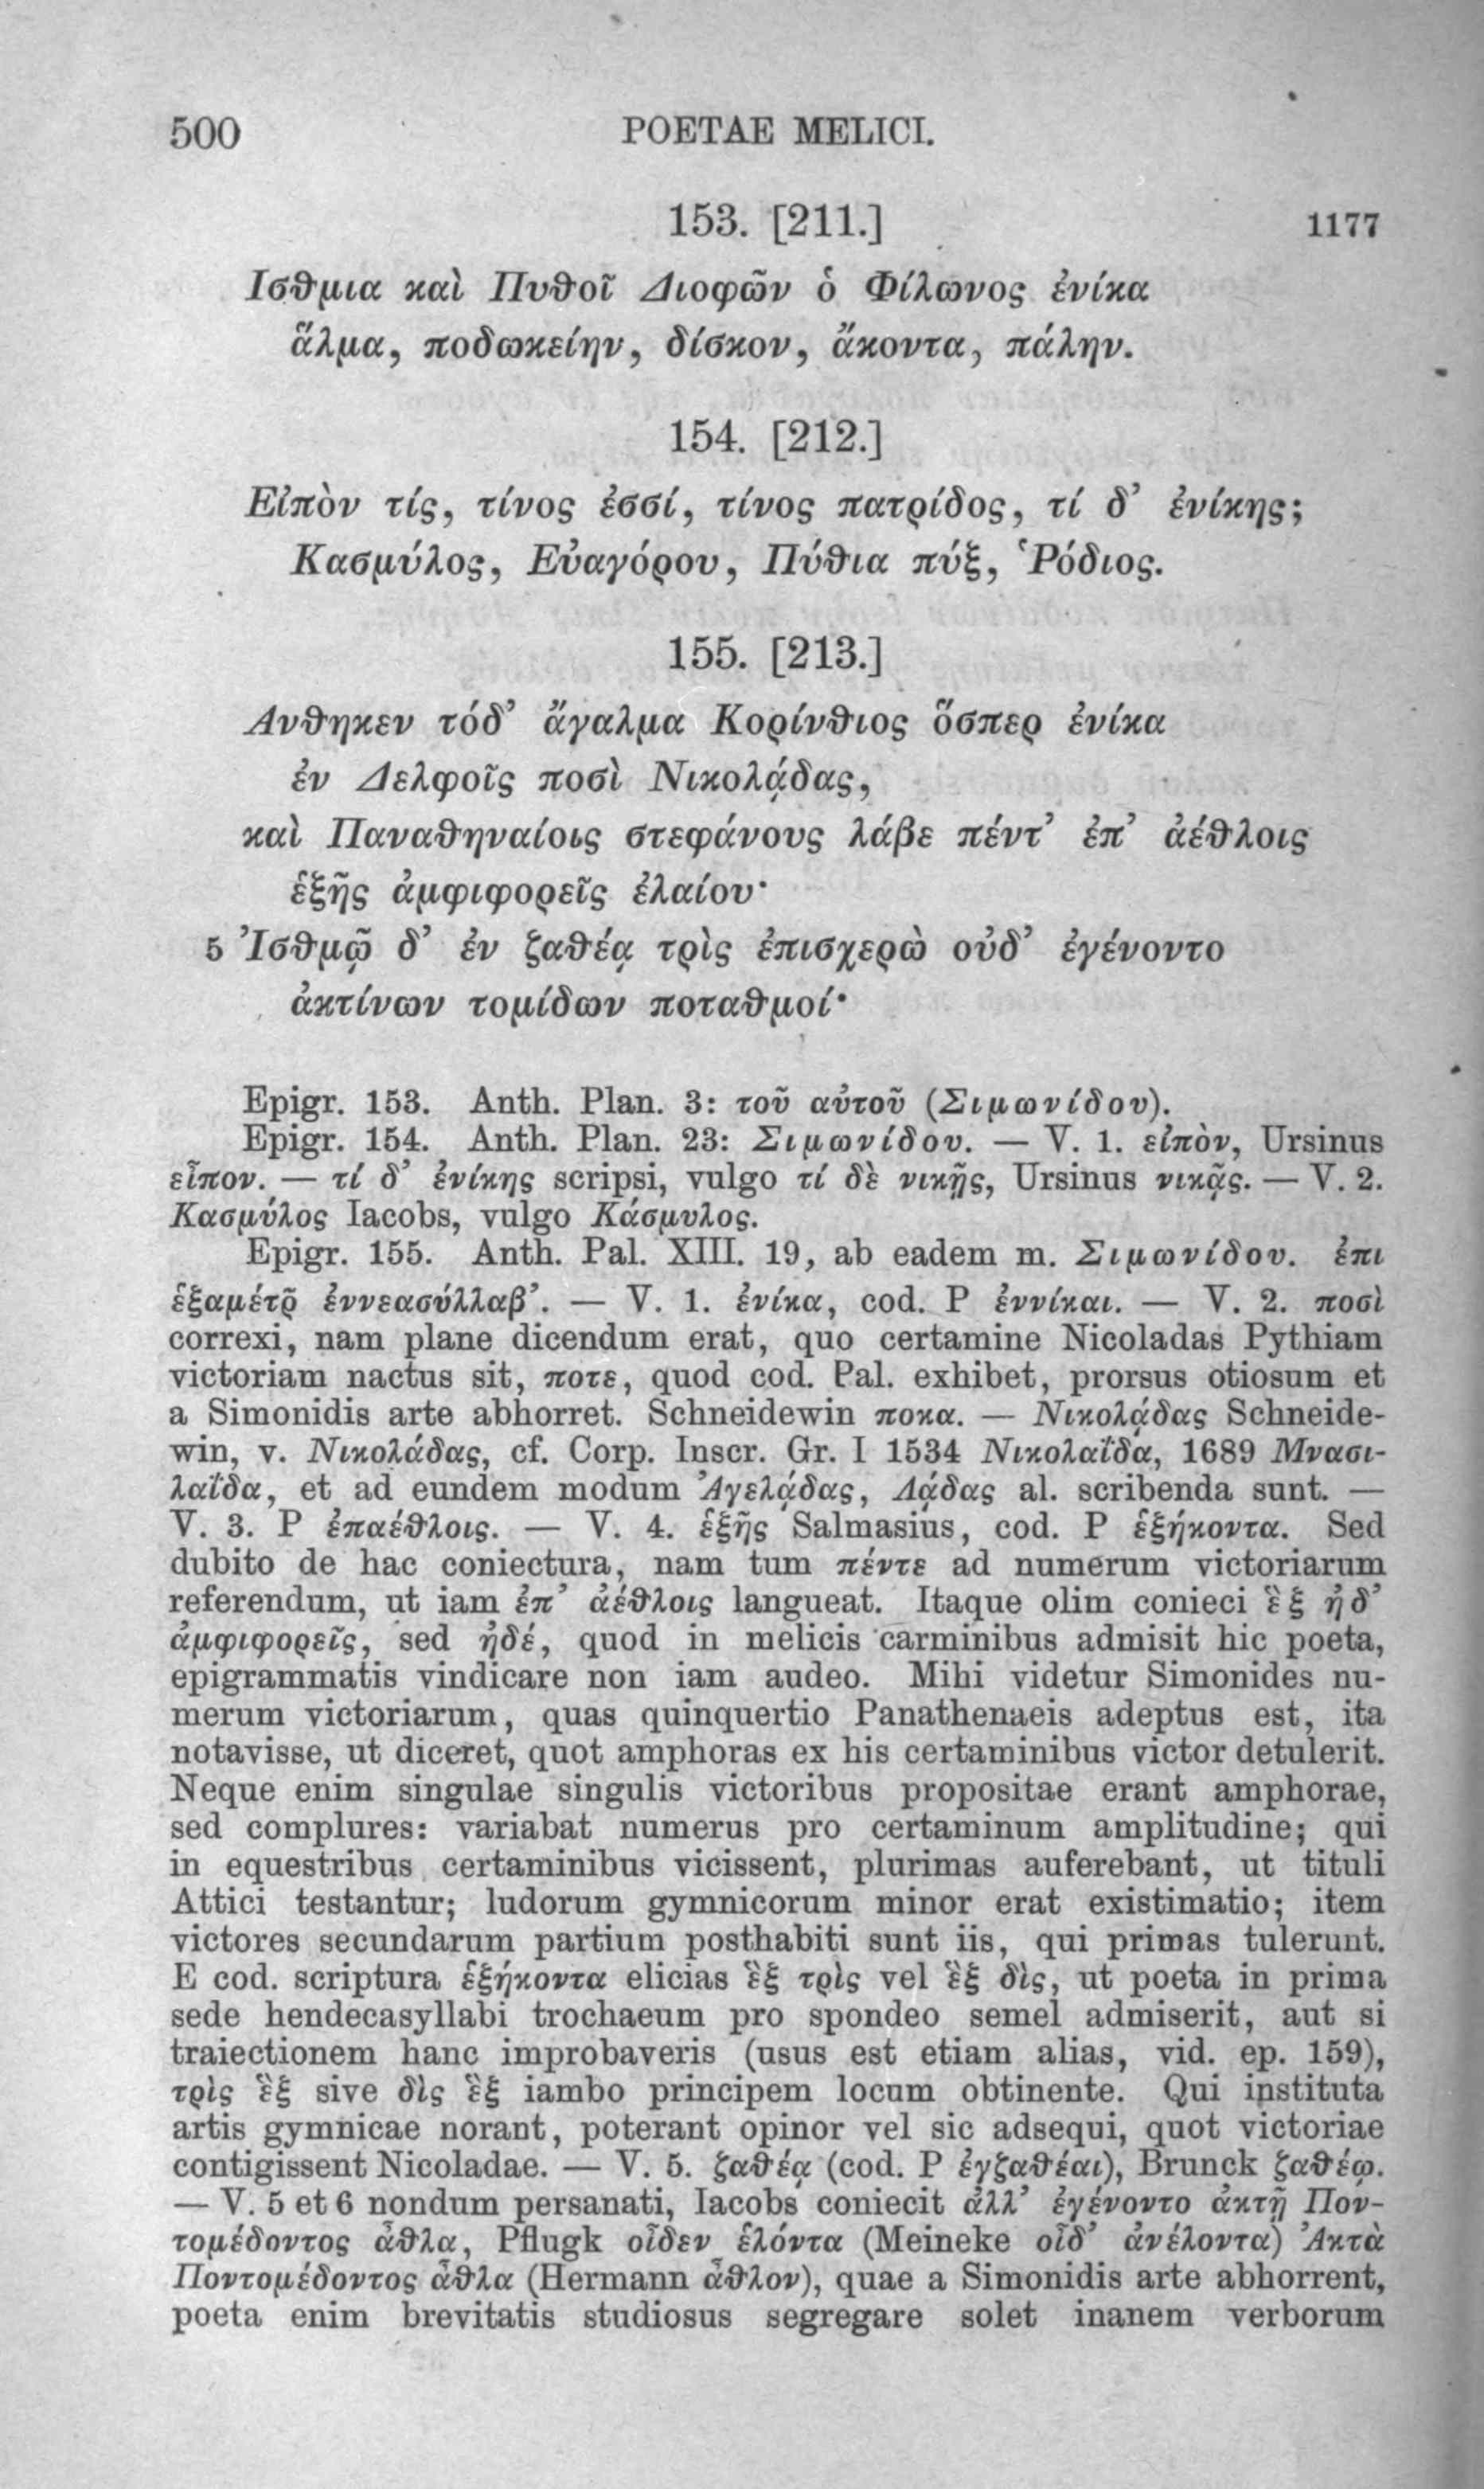 500
POETAE MELICI.
153. [211.]
1177
Ισθμια καὶ Πυθοῖ Διοφῶν ὁ Φίλωνος ἐνίκα
ἅλμα, ποδωκείην, δίσκον, ἄκοντα, πάλην.
154. [212.]
Εἰπὸν τίς, τίνος ἐσσί, τίνος πατρίδος, τί δ' ἐνίκης;
Κασμύλος, Εὐαγόρου, Πύθια πύξ, Ῥόδιος.
155. [213.]
Ανθηκεν τόδ' ἄγαλμα Κορίνθιος ὅσπερ ἐνίκα
ἐν Δελφοῖς ποσὶ Νικολᾴδας,
καὶ Παναθηναίοις στεφάνους λάβε πέντ' ἐπ' ἀέθλοις
ἑξῆς ἀμφιφορεῖς ἐλαίου·
5 Ἰσθμῷ δ' ἐν ζαθέᾳ τρὶς ἐπισχερὼ οὐδ' ἐγένοντο
ἀκτίνων τομίδων ποταθμοί·
Epigr. 153. Anth. Plan. 3: τοῦ αὐτοῦ (Σιμωνίδου).
Epigr. 154. Anth. Plan. 23: Σιμωνίδου. — V. 1. εἰπὸν, Ursinus
εἶπον. — τί δ' ἐνίκης scripsi, vulgo τί δὲ νικῇς, Ursinus νικᾷς. — V. 2.
Κασμύλος Iacobs, vulgo Κάσμυλος.
Epigr. 155. Anth. Pal. XIII. 19, ab eadem m. Σιμωνίδου. ἐπι
ἑξαμέτρῳ ἐννεασύλλαβ'. — V. 1. ἐνίκα, cod. P ἐννίκαι. — V. 2. ποσὶ
correxi, nam plane dicendum erat, quo certamine Nicoladas Pythiam
victoriam nactus sit, ποτε, quod cod. Pal. exhibet, prorsus otiosum et
a Simonidis arte abhorret. Schneidewin ποκα. — Νικολᾴδας Schneide-
win, v. Νικολάδας, cf. Corp. Inscr. Gr. I 1534 Νικολαΐδα, 1689 Μνασι-
λαΐδα, et ad eundem modum Ἀγελᾴδας, Λᾴδας al. scribenda sunt. —
V. 3. P ἐπαέθλοις. — V. 4. ἑξῆς Salmasius, cod. P ἑξήκοντα. Sed
dubito de hac coniectura, nam tum πέντε ad numerum victoriarum
referendum, ut iam ἐπ' ἀέθλοις langueat. Itaque olim conieci ἓξ ἠδ'
ἀμφιφορεῖς, sed ἠδέ, quod in melicis carminibus admisit hic poeta,
epigrammatis vindicare non iam audeo. Mihi videtur Simonides nu-
merum victoriarum, quas quinquertio Panathenaeis adeptus est, ita
notavisse, ut diceret, quot amphoras ex his certaminibus victor detulerit.
Neque enim singulae singulis victoribus propositae erant amphorae,
sed complures: variabat numerus pro certaminum amplitudine; qui
in equestribus certaminibus vicissent, plurimas auferebant, ut tituli
Attici testantur; ludorum gymnicorum minor erat existimatio; item
victores secundarum partium posthabiti sunt iis, qui primas tulerunt.
E cod. scriptura ἑξήκοντα elicias ἓξ τρὶς vel ἓξ δὶς, ut poeta in prima
sede hendecasyllabi trochaeum pro spondeo semel admiserit, aut si
traiectionem hanc improbaveris (usus est etiam alias, vid. ep. 159),
τρὶς ἓξ sive δὶς ἓξ iambo principem locum obtinente. Qui instituta
artis gymnicae norant, poterant opinor vel sic adsequi, quot victoriae
contigissent Nicoladae. — V. 5. ζαθέᾳ (cod. P ἐγζαθέαι), Brunck ζαθέῳ.
— V. 5 et 6 nondum persanati, Iacobs coniecit ἀλλ' ἐγένοντο ἀκτῇ Πον-
τομέδοντος ἆθλα, Pflugk οἶδεν ἑλόντα (Meineke οἶδ' ἀνέλοντα) Ἀκτὰ
Ποντομέδοντος ἆθλα (Hermann ἆθλον), quae a Simonidis arte abhorrent,
poeta enim brevitatis studiosus segregare solet inanem verborum